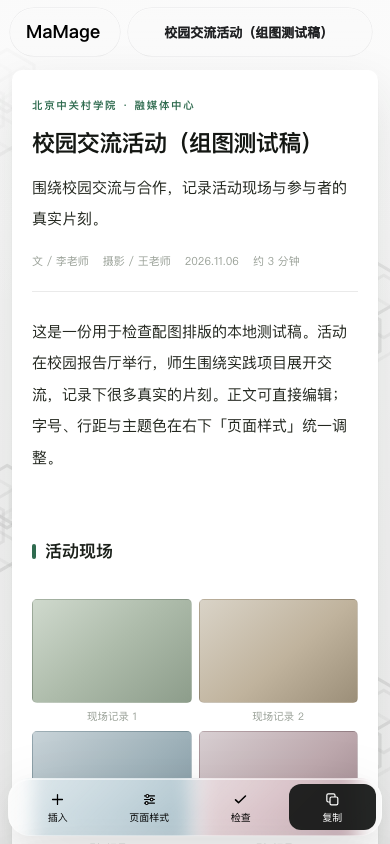 MaMage
校园交流活动（组图测试稿）
北京中关村学院 · 融媒体中心
校园交流活动（组图测试稿）
围绕校园交流与合作，记录活动现场与参与者的
真实片刻。
文 / 李老师 摄影 / 王老师 2026.11.06 约 3 分钟
这是一份用于检查配图排版的本地测试稿。活动
在校园报告厅举行，师生围绕实践项目展开交
流，记录下很多真实的片刻。正文可直接编辑；
字号、行距与主题色在右下「页面样式」统一调
整。
活动现场
现场记录 1 现场记录 2
插入 页面样式 检查 复制